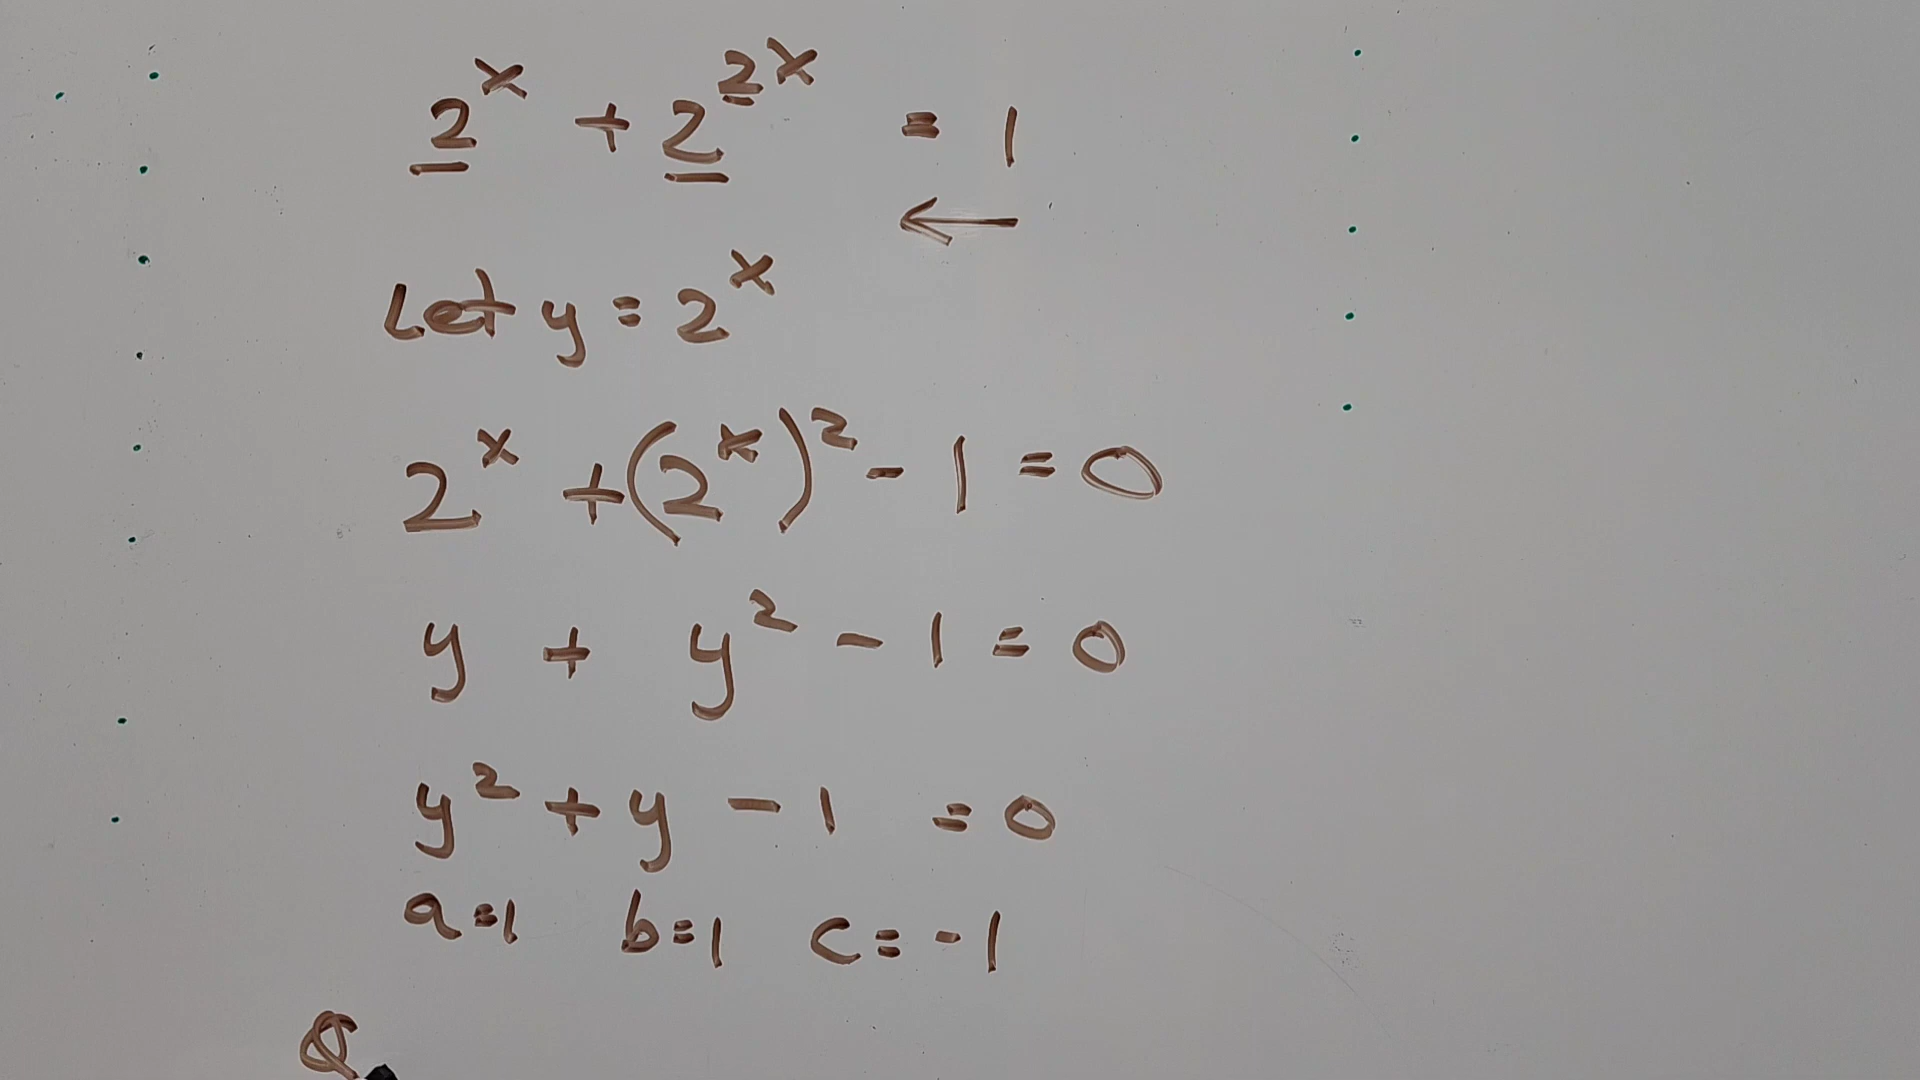 2^x + 2^2x = 1
←
Let y = 2^x
2^x + (2^x)^2 - 1 = 0
y + y^2 - 1 = 0
y^2 + y - 1 = 0
a=1 b=1 c=-1
Q